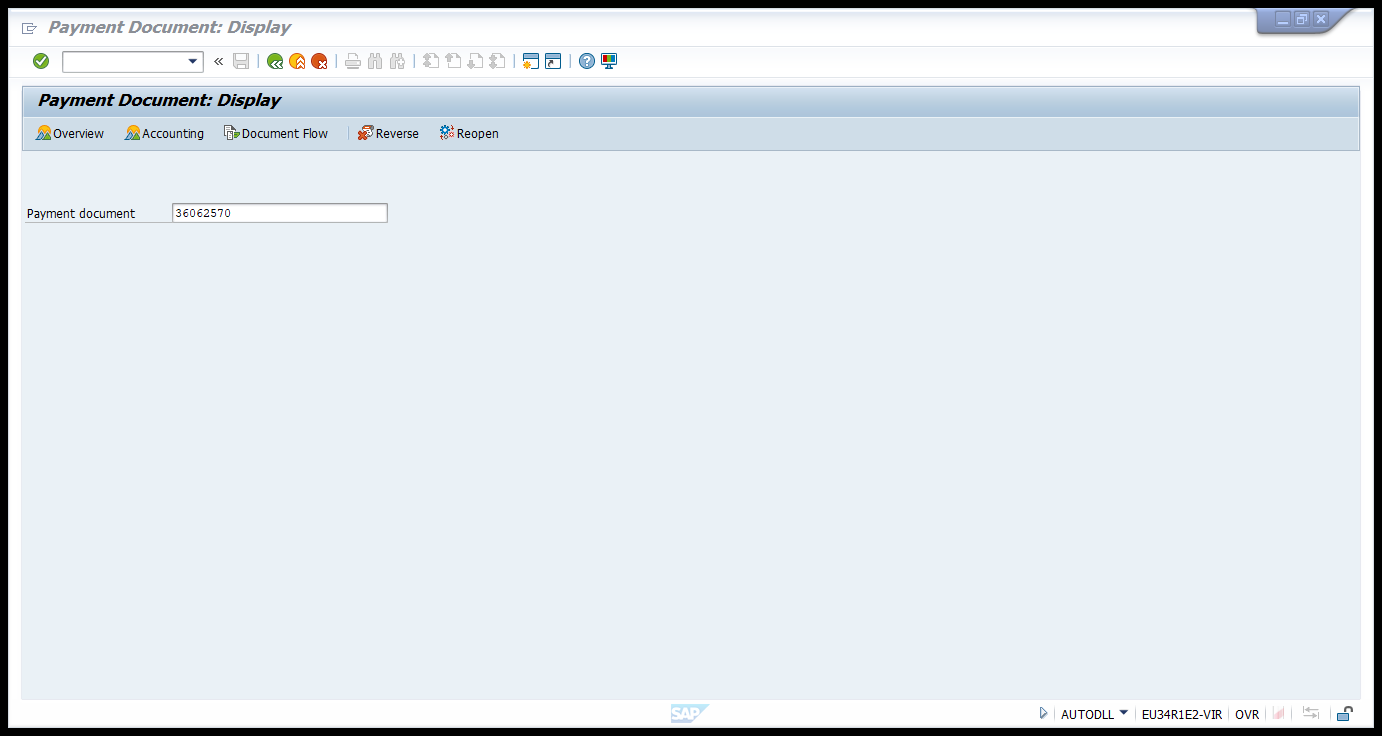 Payment Document: Display
Payment Document: Display
Overview Accounting Document Flow Reverse Reopen
Payment document 36062570
SAP AUTODLL EU34R1E2-VIR OVR